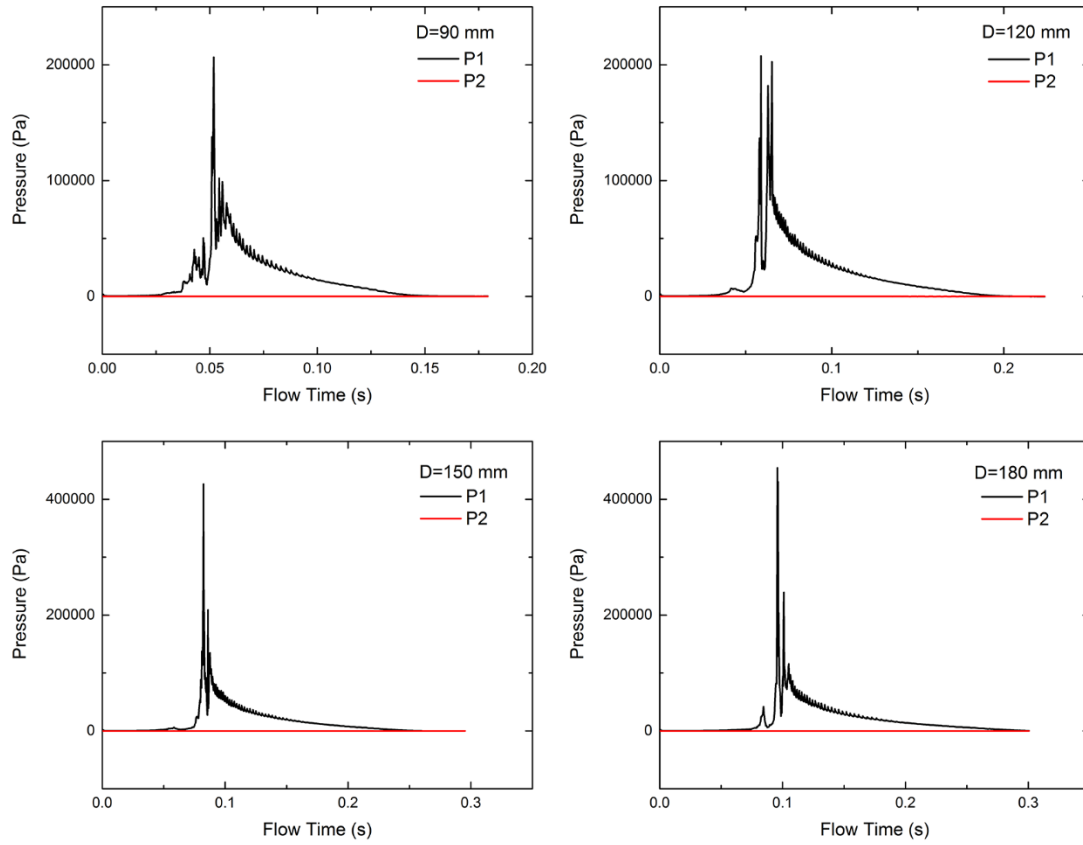 D=90 mm
P1
P2
200000
100000
0
Pressure (Pa)
0.00
0.05
0.10
0.15
0.20
Flow Time (s)
D=120 mm
P1
P2
200000
100000
0
Pressure (Pa)
0.0
0.1
0.2
Flow Time (s)
D=150 mm
P1
P2
400000
200000
0
Pressure (Pa)
0.0
0.1
0.2
0.3
Flow Time (s)
D=180 mm
P1
P2
400000
200000
0
Pressure (Pa)
0.0
0.1
0.2
0.3
Flow Time (s)